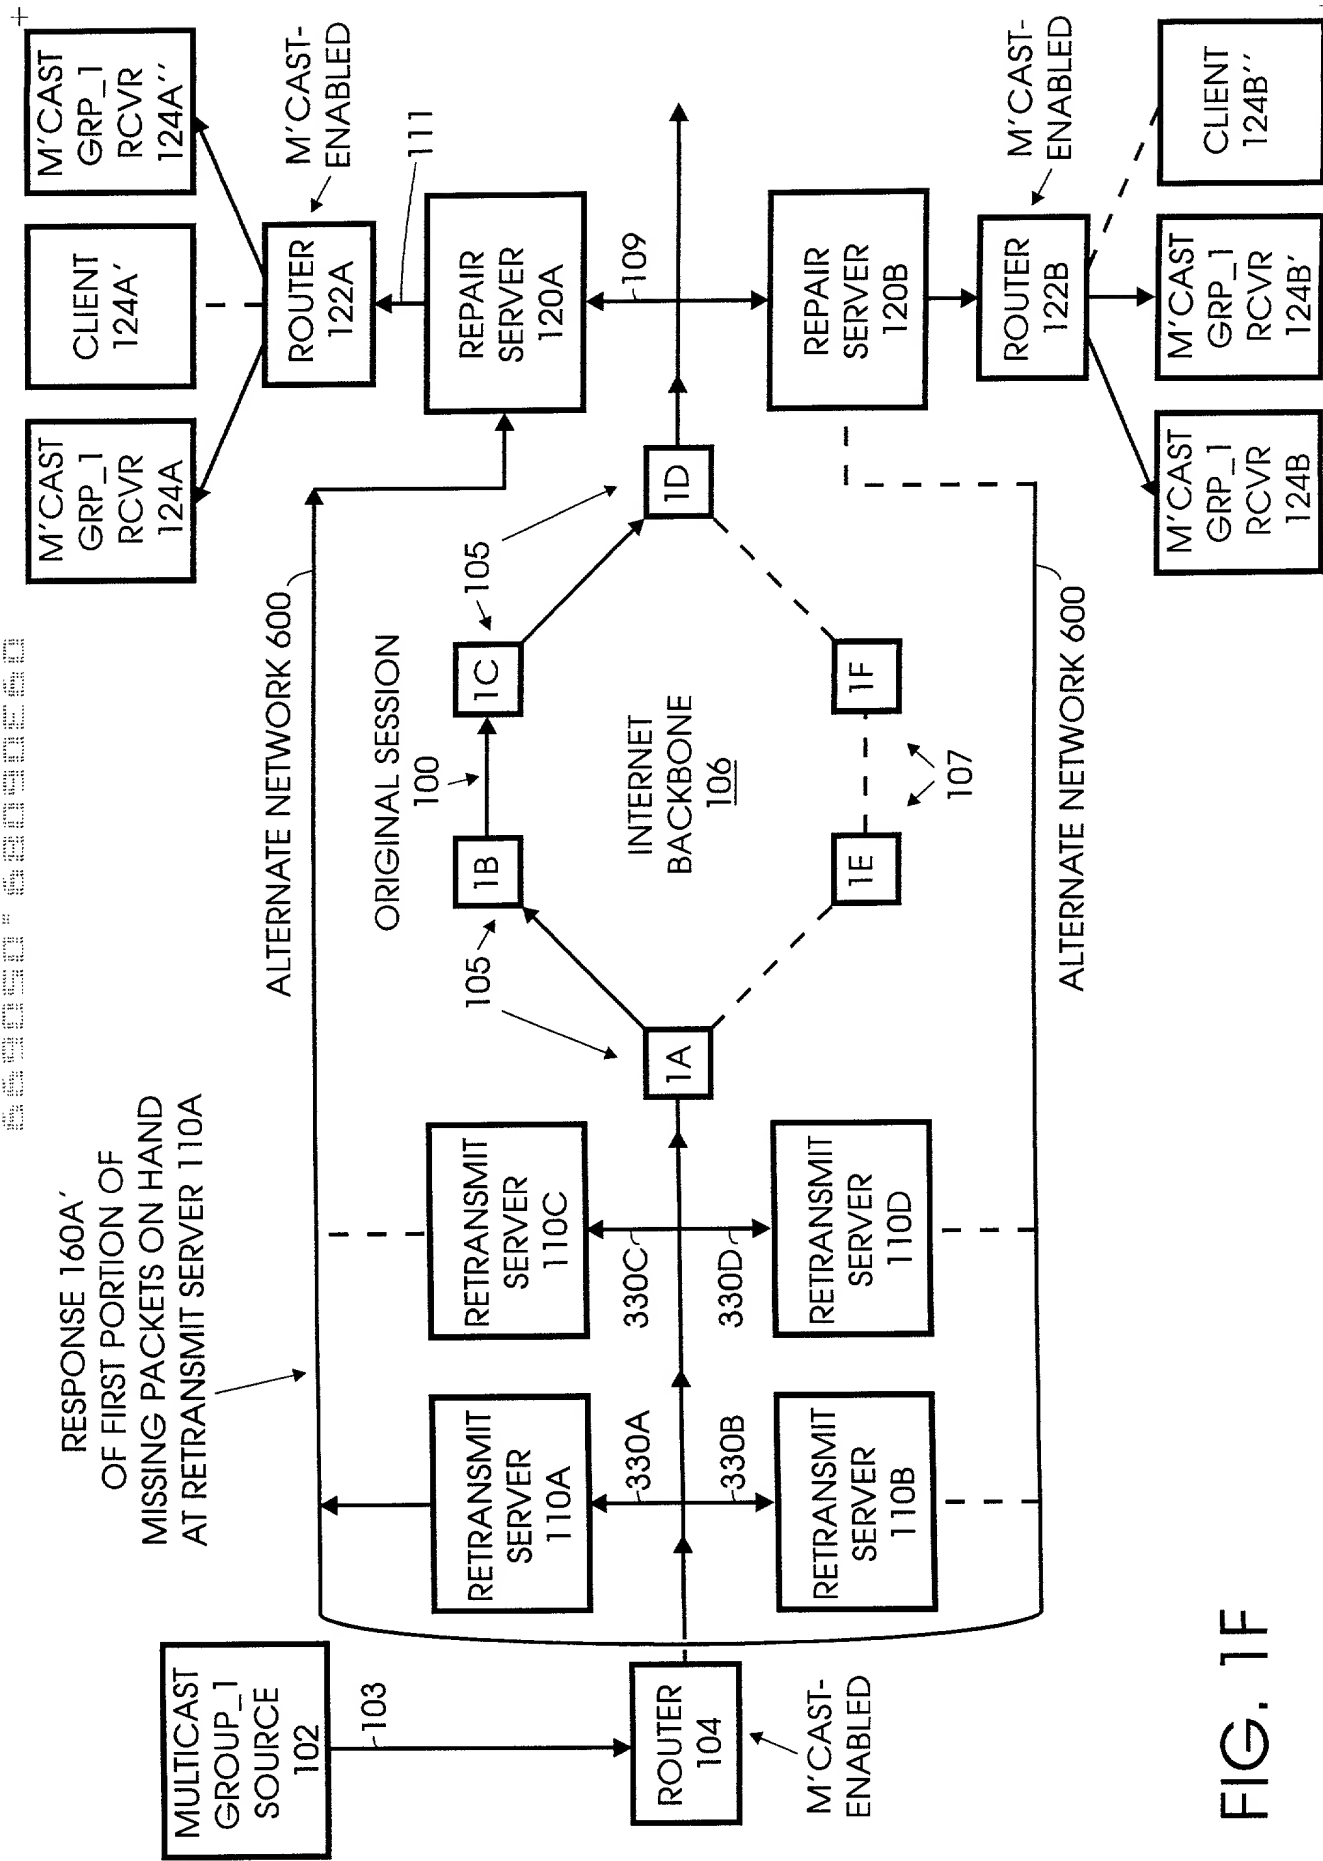 RESPONSE 160A′
OF FIRST PORTION OF
MISSING PACKETS ON HAND
AT RETRANSMIT SERVER 110A
MULTICAST
GROUP_1
SOURCE
102
103
ROUTER
104
M'CAST-
ENABLED
ALTERNATE NETWORK 600
RETRANSMIT
SERVER
110A
RETRANSMIT
SERVER
110C
330A
330C
330B
330D
RETRANSMIT
SERVER
110B
RETRANSMIT
SERVER
110D
ORIGINAL SESSION
100
105
105
1A
1B
1C
1D
INTERNET
BACKBONE
106
1E
1F
107
ALTERNATE NETWORK 600
M'CAST
GRP_1
RCVR
124A
CLIENT
124A′
M'CAST
GRP_1
RCVR
124A′′
ROUTER
122A
M'CAST-
ENABLED
111
REPAIR
SERVER
120A
109
REPAIR
SERVER
120B
ROUTER
122B
M'CAST-
ENABLED
M'CAST
GRP_1
RCVR
124B
M'CAST
GRP_1
RCVR
124B′
CLIENT
124B′′
FIG. 1F